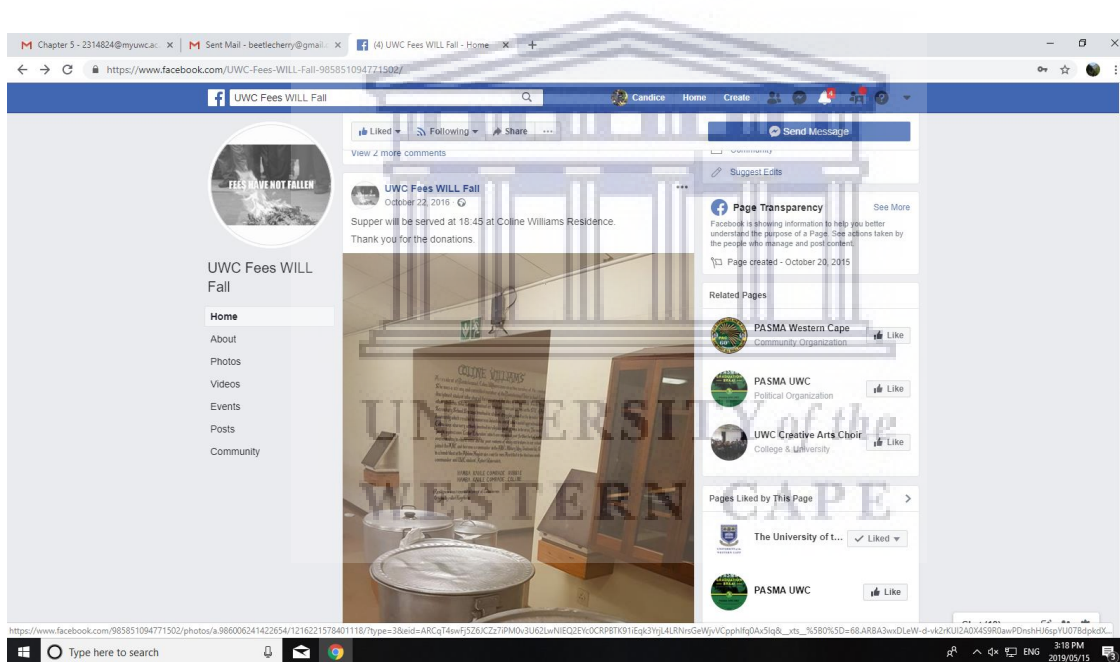 Chapter 5 - 2314824@myuwc.ac.
Sent Mail - beetlecherry@gmail.
(4) UWC Fees WILL Fall - Home
https://www.facebook.com/UWC-Fees-WILL-Fall-985851094771502/
UWC Fees WILL Fall
Candice
Home
Create
4
FEES HAVE NOT FALLEN
UWC Fees WILL
Fall
Home
About
Photos
Videos
Events
Posts
Community
Liked
Following
Share
View 2 more comments
UWC Fees WILL Fall
October 22, 2016
Supper will be served at 18:45 at Coline Williams Residence.
Thank you for the donations.
COLINE WILLIAMS
Send Message
Community
Suggest Edits
Page Transparency
See More
Facebook is showing information to help you better
understand the purpose of a Page. See actions taken by
the people who manage and post content.
Page created - October 20, 2015
Related Pages
PASMA Western Cape
Community Organization
Like
PASMA UWC
Political Organization
Like
UWC Creative Arts Choir
College & University
Like
Pages Liked by This Page
The University of t...
Liked
PASMA UWC
Like
UNIVERSITY of the
WESTERN CAPE
Type here to search
ENG
3:18 PM
2019/05/15